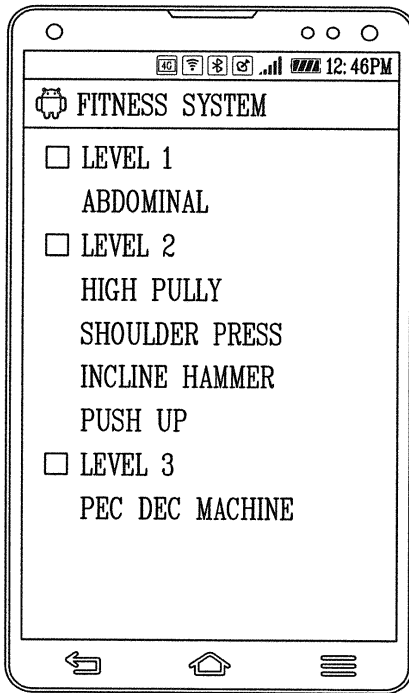 4G 12:46PM
FITNESS SYSTEM
LEVEL 1
ABDOMINAL
LEVEL 2
HIGH PULLY
SHOULDER PRESS
INCLINE HAMMER
PUSH UP
LEVEL 3
PEC DEC MACHINE